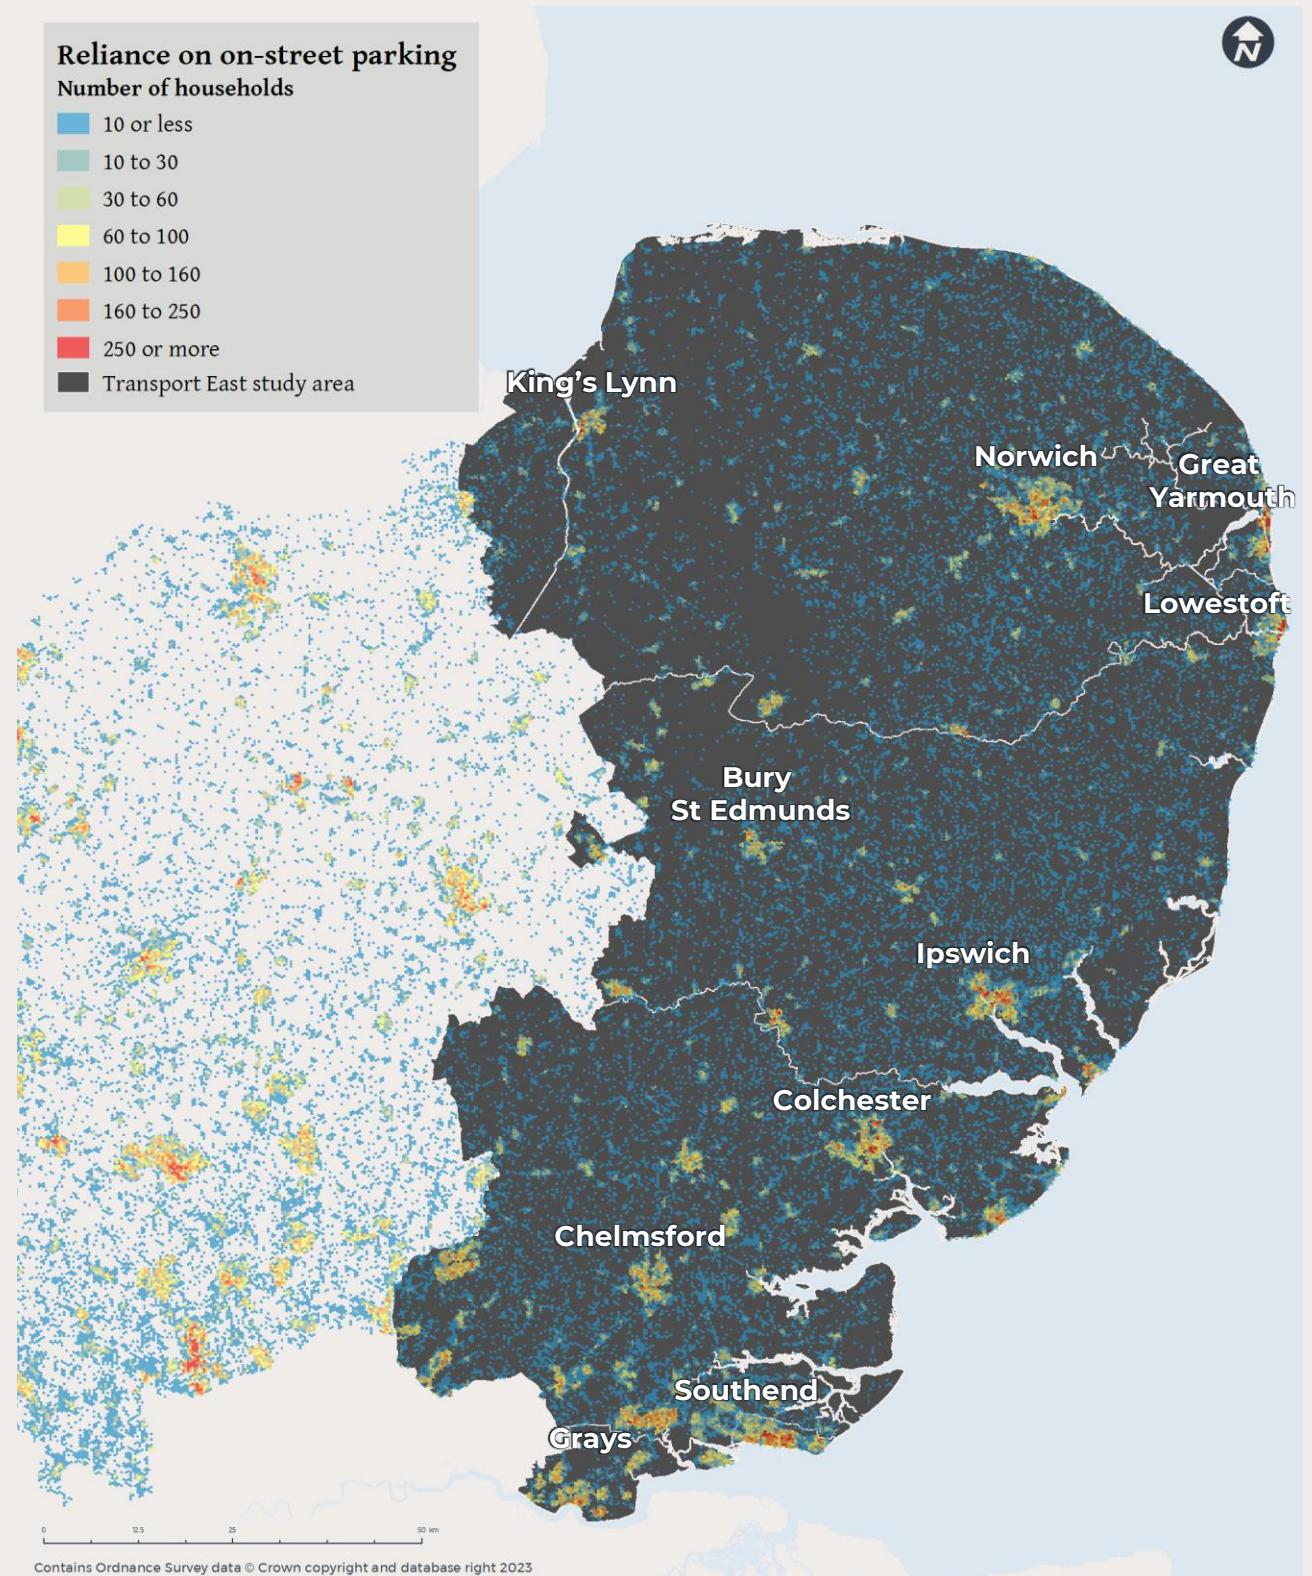 Reliance on on-street parking
Number of households
10 or less
10 to 30
30 to 60
60 to 100
100 to 160
160 to 250
250 or more
Transport East study area
N
King's Lynn
Norwich
Great
Yarmouth
Lowestoft
Bury
St Edmunds
Ipswich
Colchester
Chelmsford
Southend
Grays
0 12.5 25 50 km
Contains Ordnance Survey data © Crown copyright and database right 2023